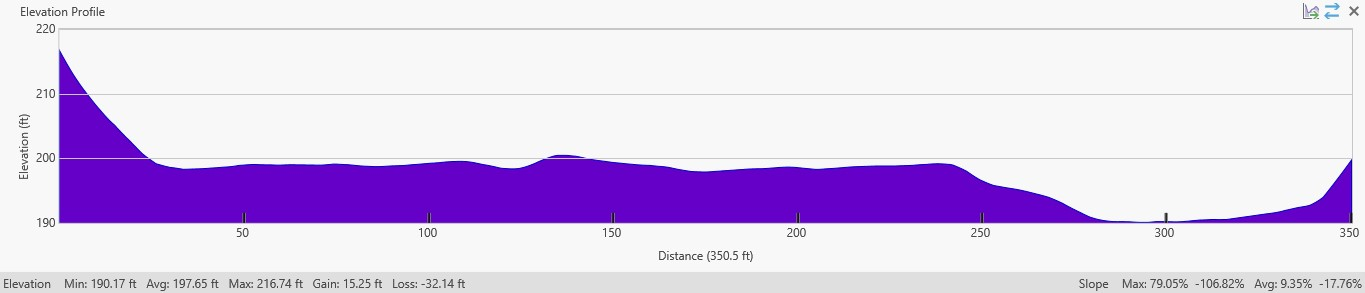 Elevation Profile
220
210
200
190
Elevation (ft)
50 100 150 200 250 300 350
Distance (350.5 ft)
Elevation Min: 190.17 ft Avg: 197.65 ft Max: 216.74 ft Gain: 15.25 ft Loss: -32.14 ft Slope Max: 79.05% -106.82% Avg: 9.35% -17.76%